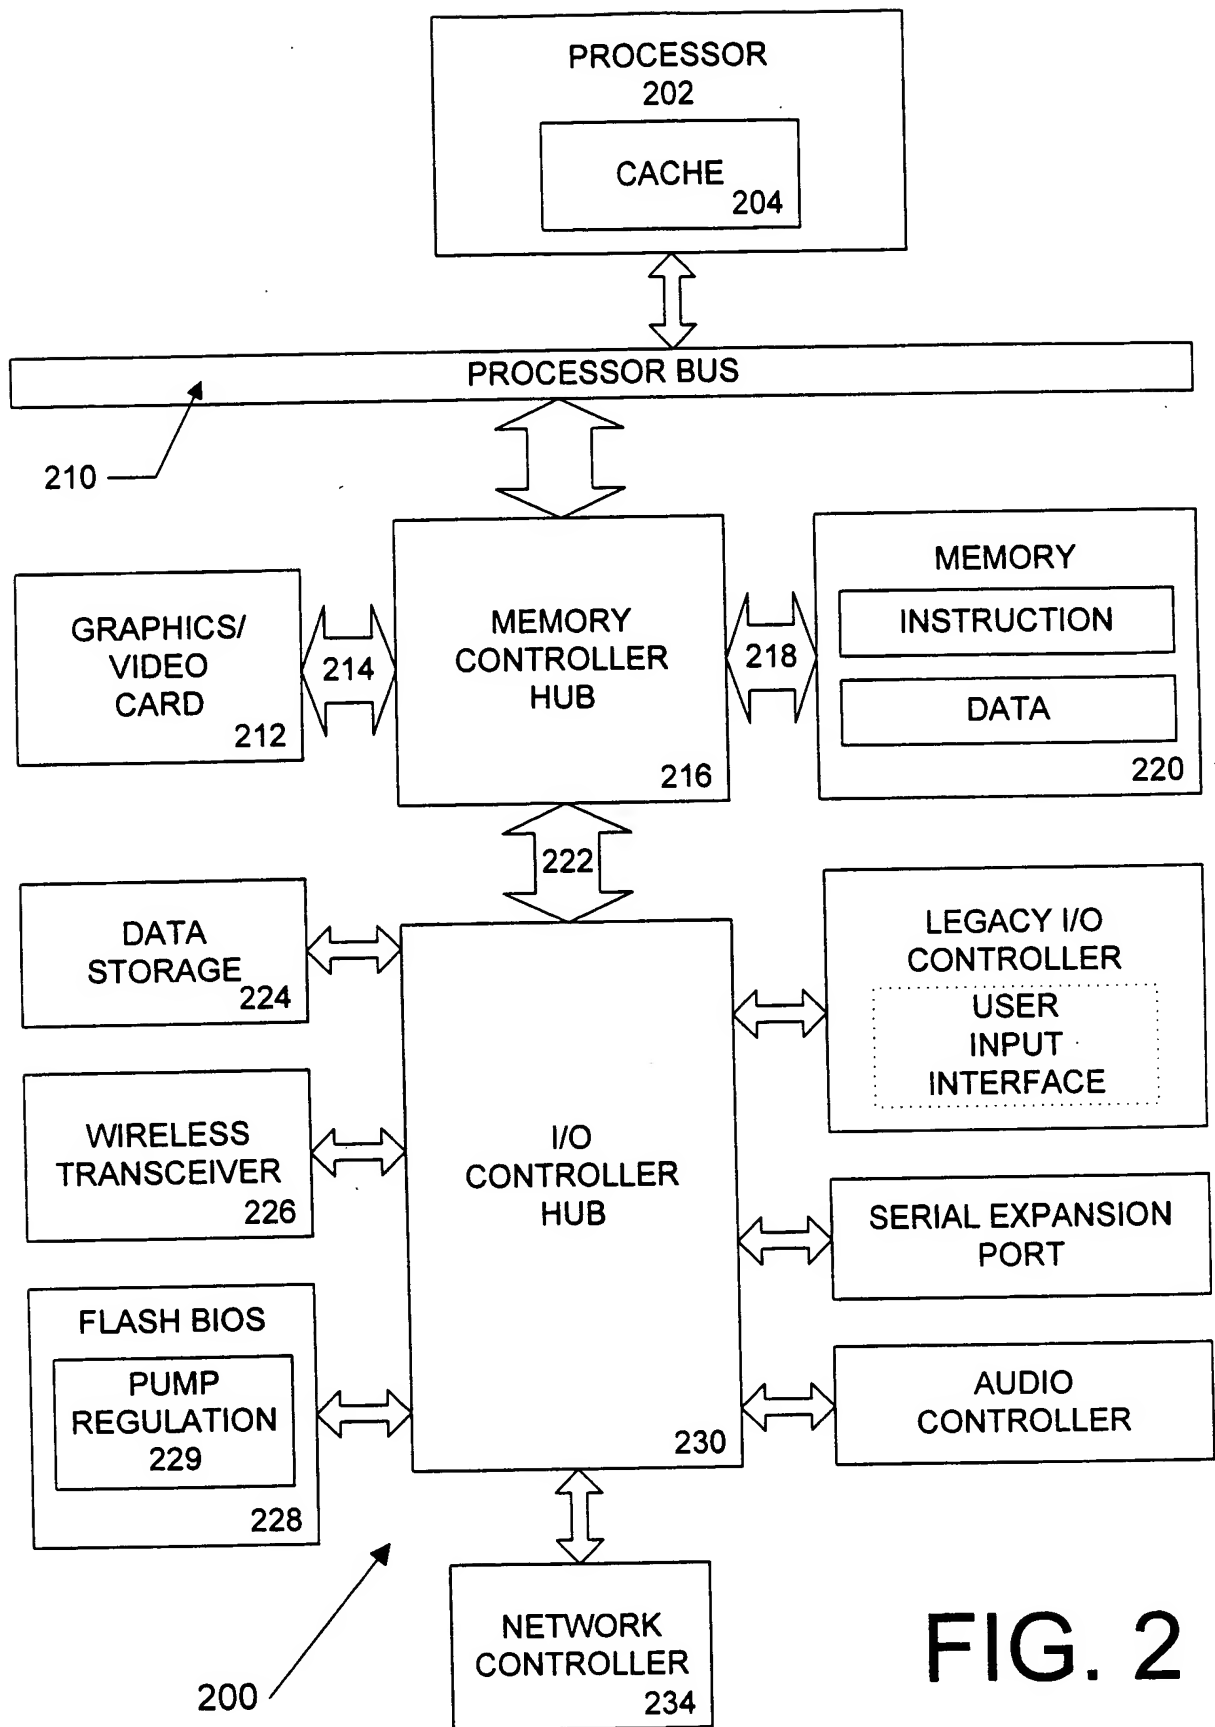 PROCESSOR
202
CACHE
204
PROCESSOR BUS
210
GRAPHICS/
VIDEO
CARD
212
214
MEMORY
CONTROLLER
HUB
216
218
MEMORY
INSTRUCTION
DATA
220
222
DATA
STORAGE
224
LEGACY I/O
CONTROLLER
USER
INPUT
INTERFACE
WIRELESS
TRANSCEIVER
226
I/O
CONTROLLER
HUB
230
SERIAL EXPANSION
PORT
FLASH BIOS
PUMP
REGULATION
229
228
AUDIO
CONTROLLER
NETWORK
CONTROLLER
234
200
FIG. 2